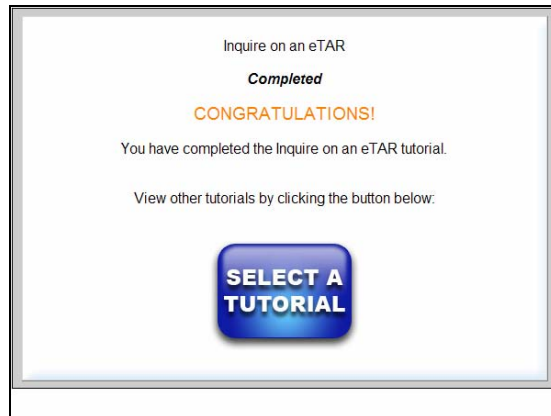 Inquire on an eTAR
Completed
CONGRATULATIONS!
You have completed the Inquire on an eTAR tutorial.
View other tutorials by clicking the button below:
SELECT A
TUTORIAL